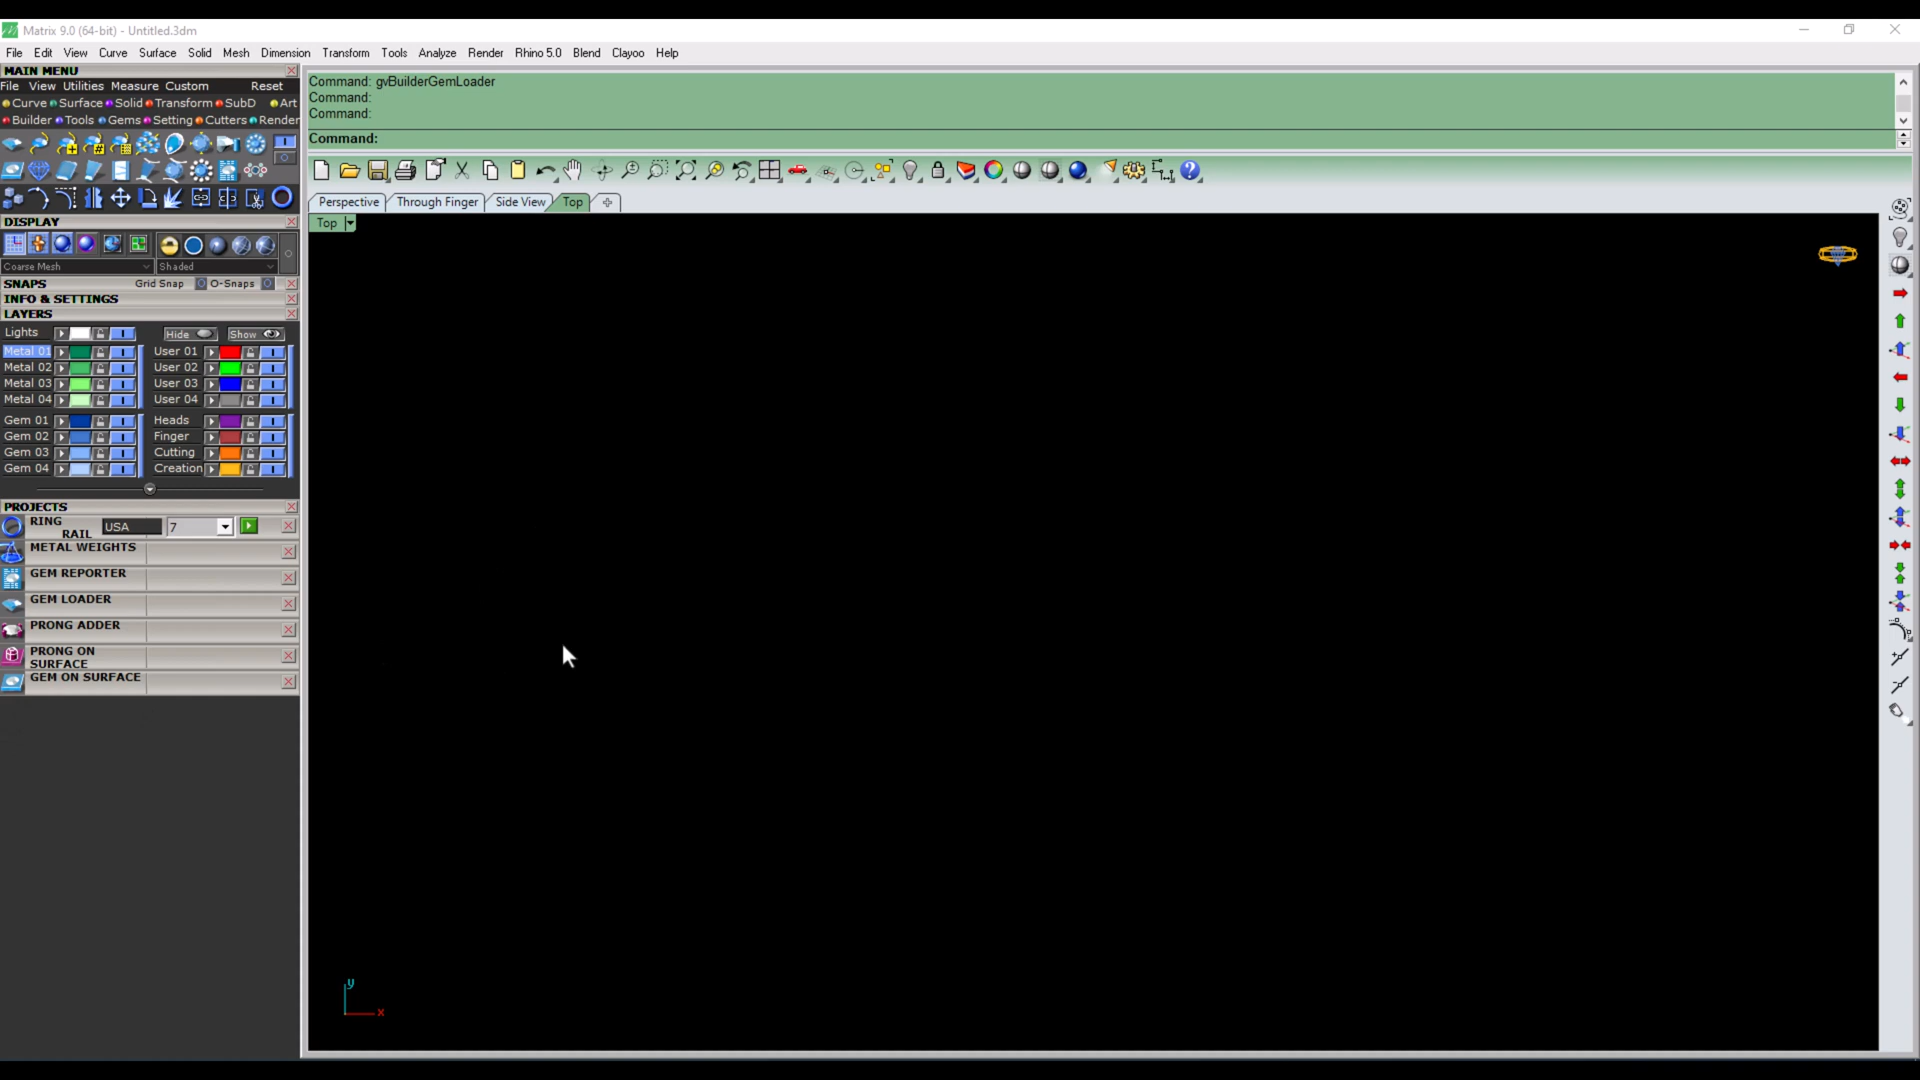 Matrix 9.0 (64-bit) - Untitled.3dm
File Edit View Curve Surface Solid Mesh Dimension Transform Tools Analyze Render Rhino 5.0 Blend Clayoo Help
MAIN MENU
File View Utilities Measure Custom Reset
Curve Surface Solid Transform SubD Art
Builder Tools Gems Setting Cutters Render
Command: gvBuilderGemLoader
Command:
Command:
Command:
Perspective Through Finger Side View Top
Top
DISPLAY
Coarse Mesh Shaded
SNAPS Grid Snap O-Snaps
INFO & SETTINGS
LAYERS
Lights Hide Show
Metal 01 User 01
Metal 02 User 02
Metal 03 User 03
Metal 04 User 04
Gem 01 Heads
Gem 02 Finger
Gem 03 Cutting
Gem 04 Creation
PROJECTS
RING RAIL USA 7
METAL WEIGHTS
GEM REPORTER
GEM LOADER
PRONG ADDER
PRONG ON
SURFACE
GEM ON SURFACE
y
x